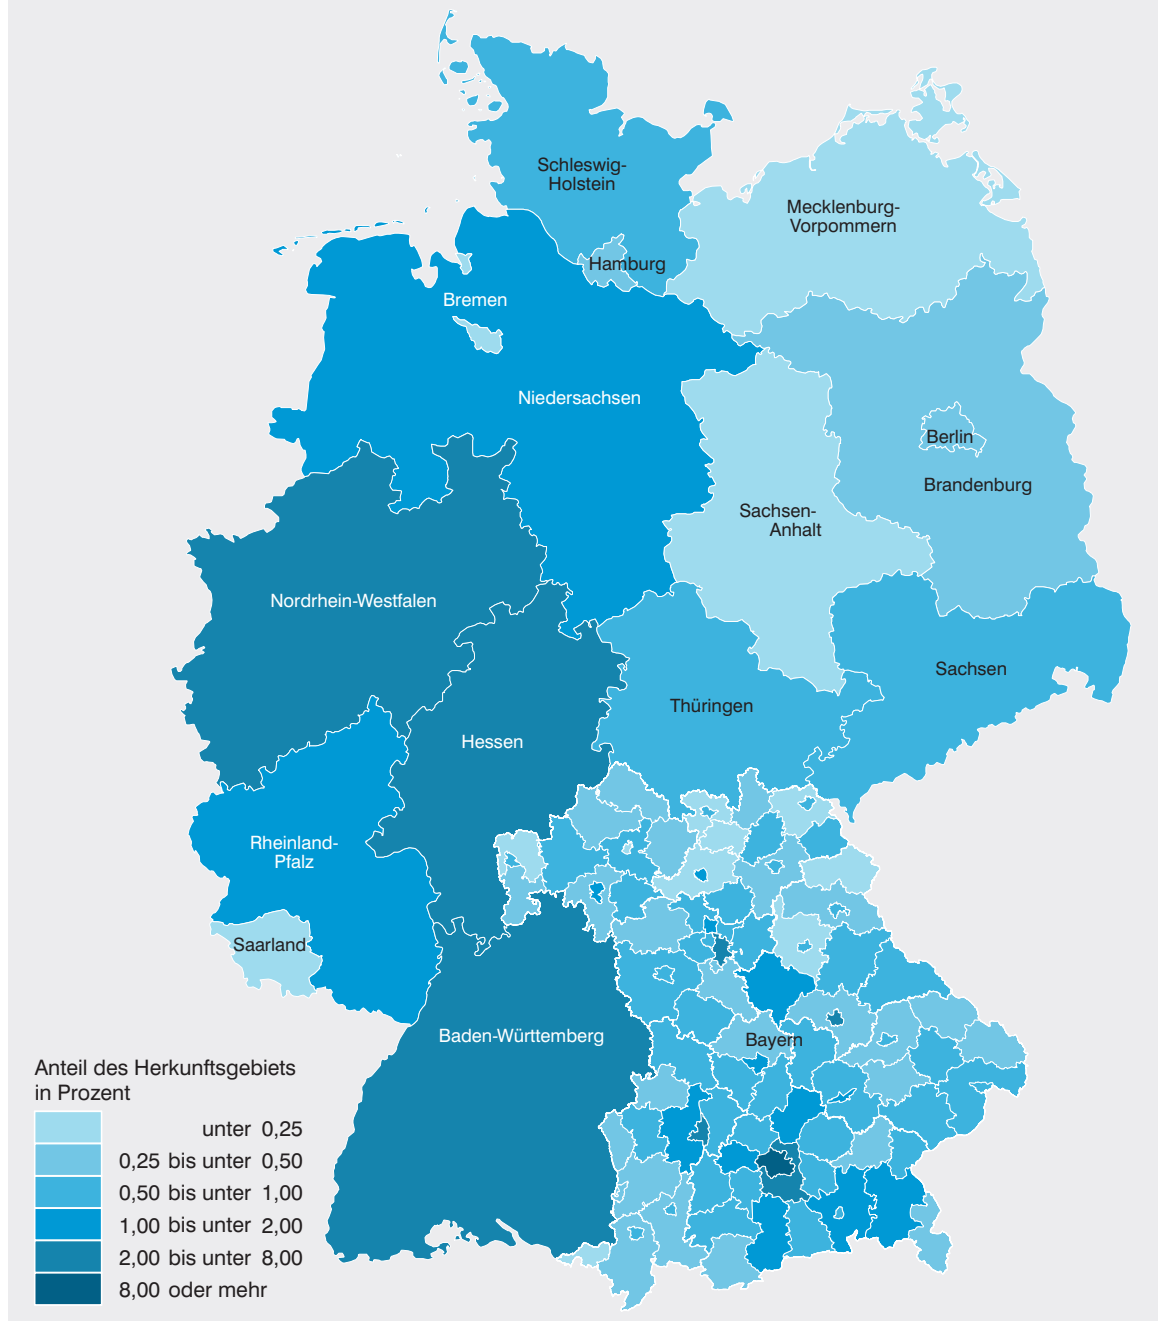 Schleswig-
Holstein
Mecklenburg-
Vorpommern
Hamburg
Bremen
Niedersachsen
Berlin
Brandenburg
Sachsen-
Anhalt
Nordrhein-Westfalen
Sachsen
Thüringen
Hessen
Rheinland-
Pfalz
Saarland
Baden-Württemberg
Bayern
Anteil des Herkunftsgebiets
in Prozent
unter 0,25
0,25 bis unter 0,50
0,50 bis unter 1,00
1,00 bis unter 2,00
2,00 bis unter 8,00
8,00 oder mehr